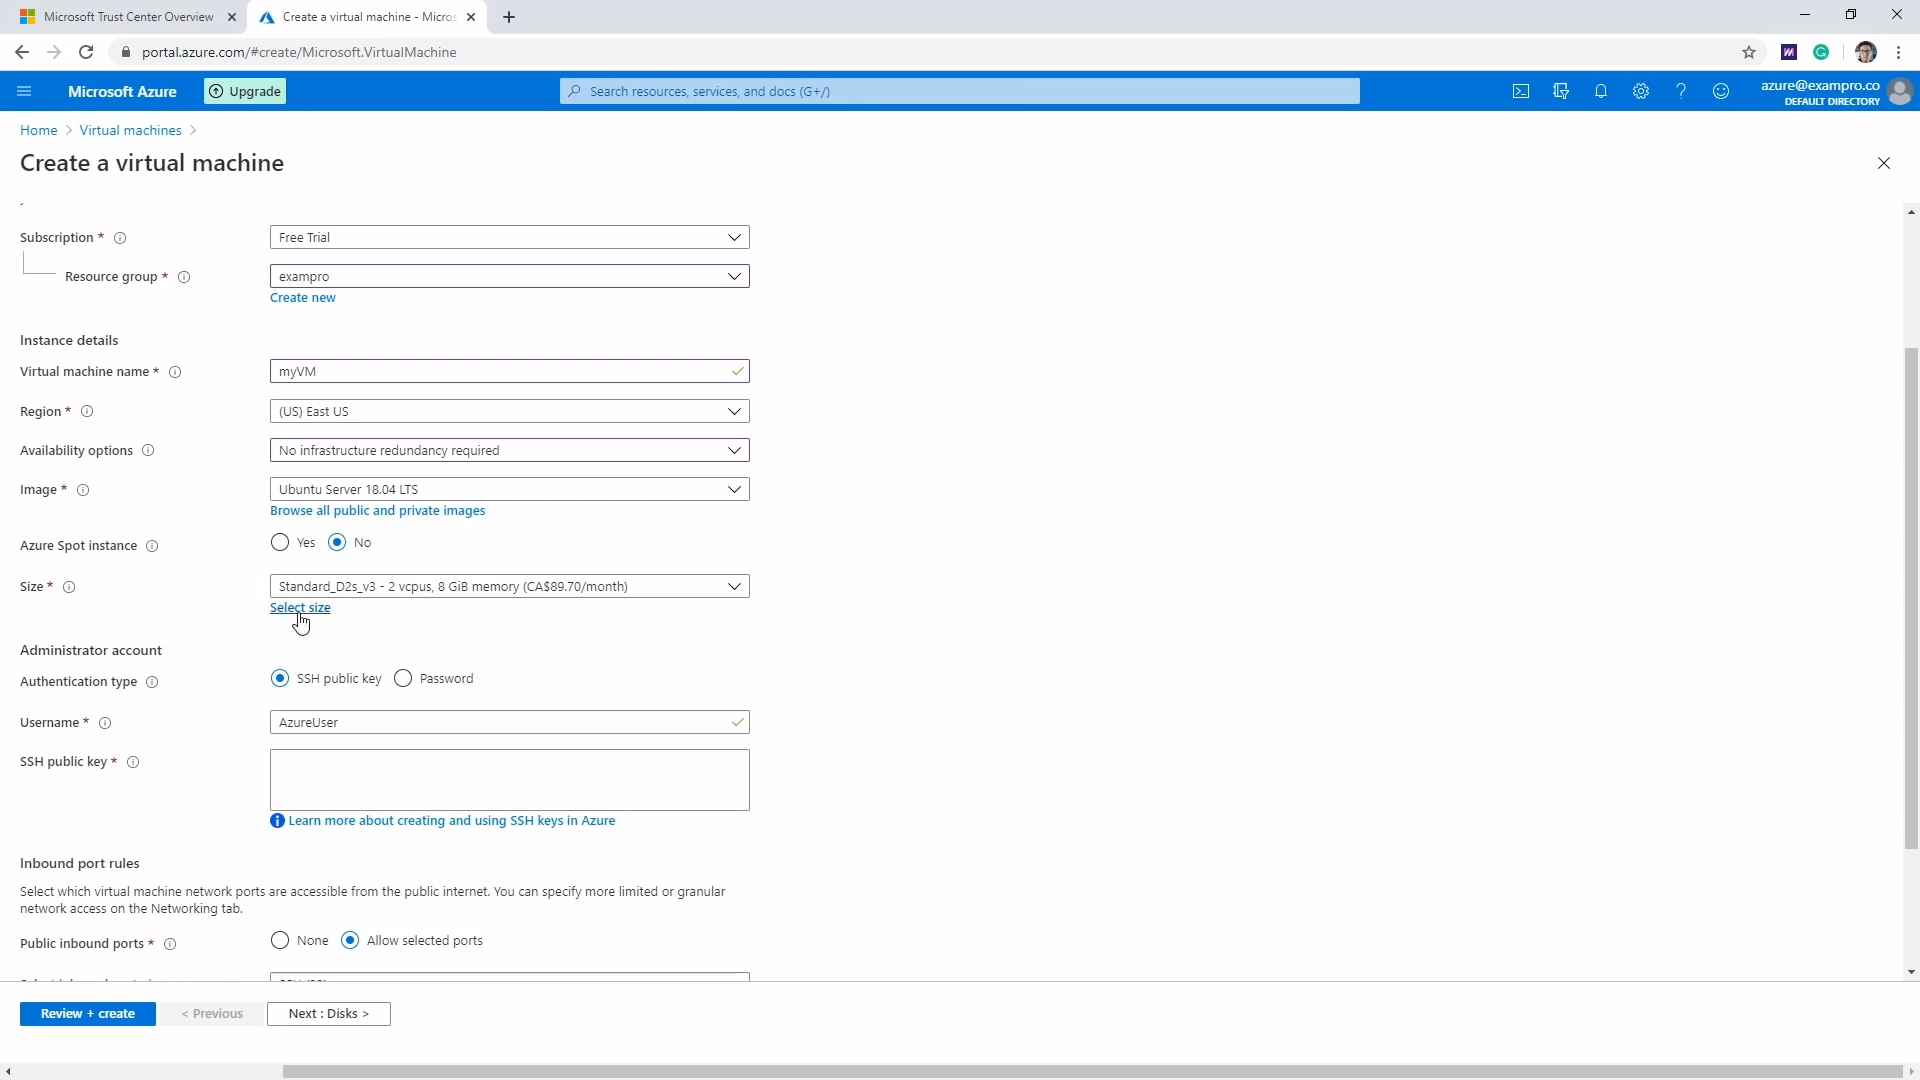 Microsoft Trust Center Overview
Create a virtual machine - Micros
portal.azure.com/#create/Microsoft.VirtualMachine
Microsoft Azure
Upgrade
Search resources, services, and docs (G+/)
azure@exampro.co
DEFAULT DIRECTORY
Home > Virtual machines >
Create a virtual machine
Subscription *
Free Trial
Resource group *
exampro
Create new
Instance details
Virtual machine name *
myVM
Region *
(US) East US
Availability options
No infrastructure redundancy required
Image *
Ubuntu Server 18.04 LTS
Browse all public and private images
Azure Spot instance
Yes
No
Size *
Standard_D2s_v3 - 2 vcpus, 8 GiB memory (CA$89.70/month)
Select size
Administrator account
Authentication type
SSH public key
Password
Username *
AzureUser
SSH public key *
Learn more about creating and using SSH keys in Azure
Inbound port rules
Select which virtual machine network ports are accessible from the public internet. You can specify more limited or granular
network access on the Networking tab.
Public inbound ports *
None
Allow selected ports
Review + create
< Previous
Next : Disks >